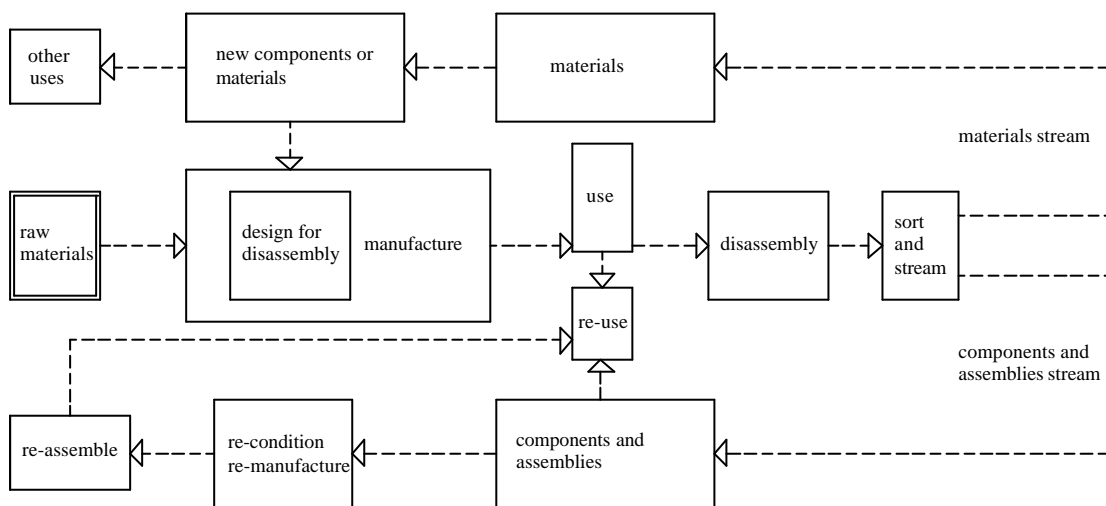 other
uses
new components or
materials
materials
materials stream
raw
materials
design for
disassembly
manufacture
use
disassembly
sort
and
stream
re-use
components and
assemblies stream
re-assemble
re-condition
re-manufacture
components and
assemblies